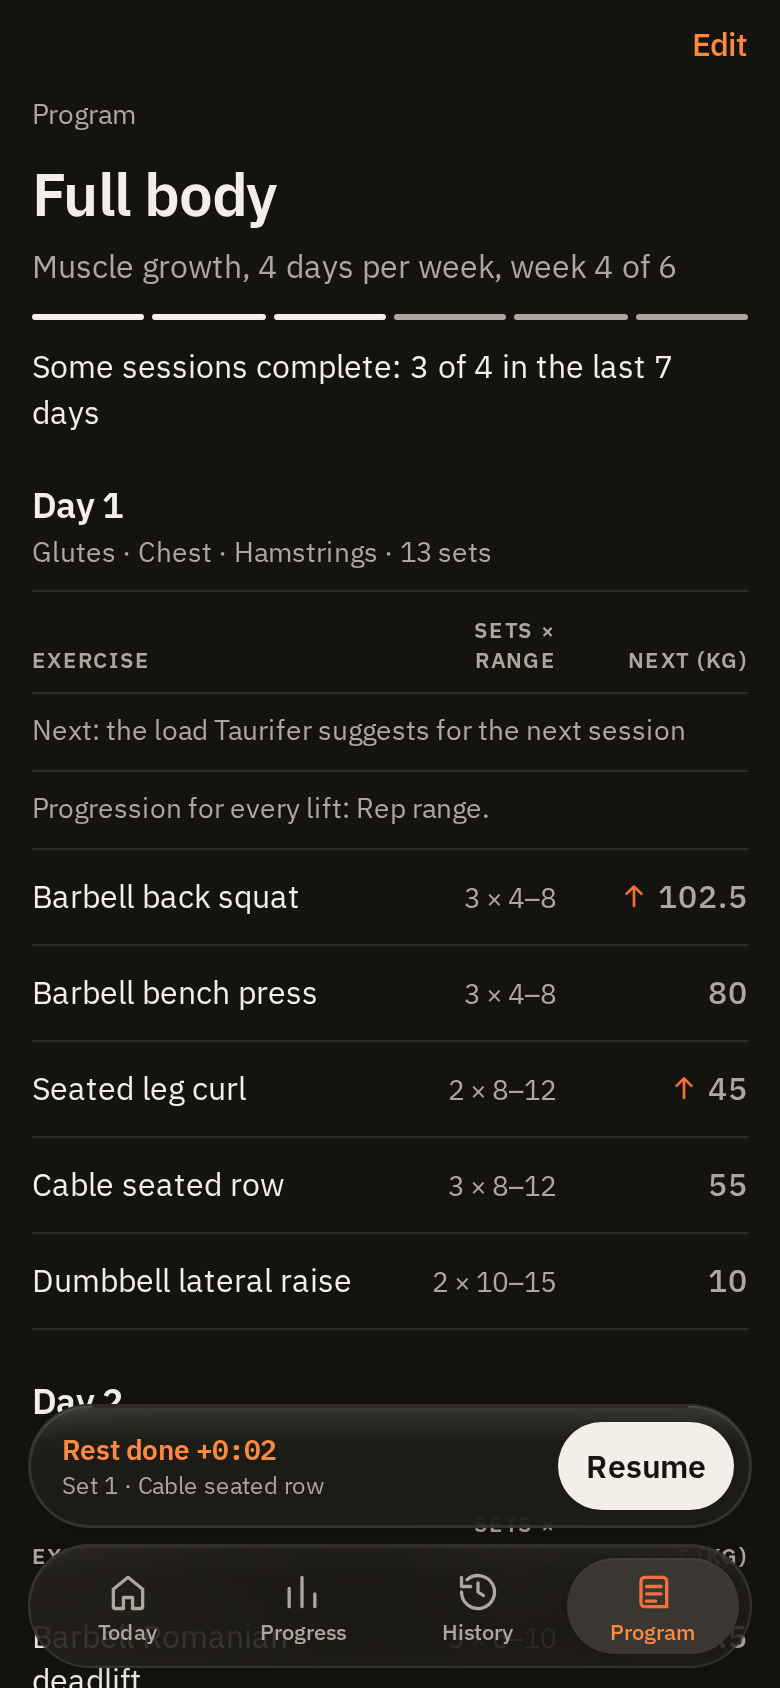 Edit
Program
Full body
Muscle growth, 4 days per week, week 4 of 6
Some sessions complete: 3 of 4 in the last 7
days
Day 1
Glutes · Chest · Hamstrings · 13 sets
SETS ×
EXERCISE RANGE NEXT (KG)
Next: the load Taurifer suggests for the next session
Progression for every lift: Rep range.
Barbell back squat 3 × 4–8 ↑ 102.5
Barbell bench press 3 × 4–8 80
Seated leg curl 2 × 8–12 ↑ 45
Cable seated row 3 × 8–12 55
Dumbbell lateral raise 2 × 10–15 10
Day 2
Rest done +0:02
Set 1 · Cable seated row
Resume
SETS ×
Barbell Romanian
deadlift
Today Progress History Program